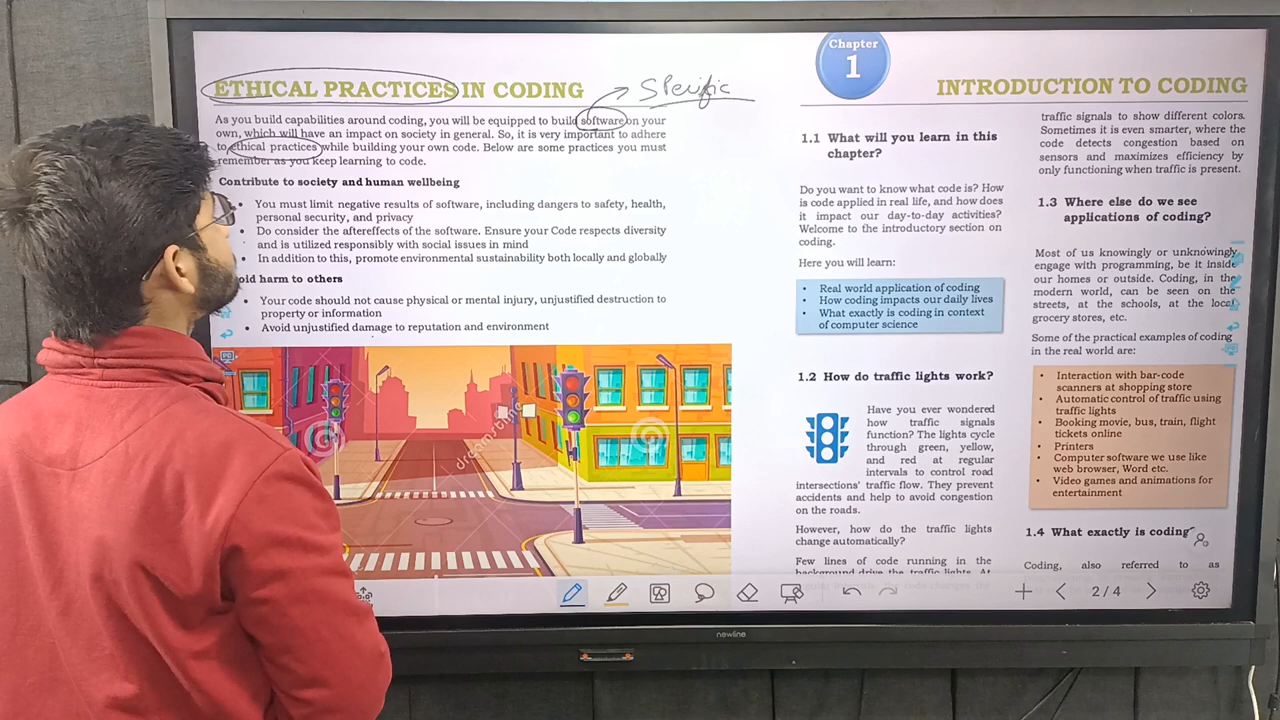 ETHICAL PRACTICES IN CODING
Specific
As you build capabilities around coding, you will be equipped to build software on your
own, which will have an impact on society in general. So, it is very important to adhere
to ethical practices while building your own code. Below are some practices you must
remember as you keep learning to code.
Contribute to society and human wellbeing
You must limit negative results of software, including dangers to safety, health,
personal security, and privacy
• Do consider the aftereffects of the software. Ensure your Code respects diversity
and is utilized responsibly with social issues in mind
• In addition to this, promote environmental sustainability both locally and globally
oid harm to others
• Your code should not cause physical or mental injury, unjustified destruction to
property or information
• Avoid unjustified damage to reputation and environment
dreamstime
Chapter
1
INTRODUCTION TO CODING
1.1 What will you learn in this
chapter?
Do you want to know what code is? How
is code applied in real life, and how does
it impact our day-to-day activities?
Welcome to the introductory section on
coding.
Here you will learn:
• Real world application of coding
• How coding impacts our daily lives
• What exactly is coding in context
of computer science
1.2 How do traffic lights work?
Have you ever wondered
how traffic signals
function? The lights cycle
through green, yellow,
and red at regular
intervals to control road
intersections' traffic flow. They prevent
accidents and help to avoid congestion
on the roads.
However, how do the traffic lights
change automatically?
Few lines of code running in the
background drive the traffic lights. At
traffic signals to show different colors.
Sometimes it is even smarter, where the
code detects congestion based on
sensors and maximizes efficiency by
only functioning when traffic is present.
1.3 Where else do we see
applications of coding?
Most of us knowingly or unknowingly
engage with programming, be it inside
our homes or outside. Coding, in the
modern world, can be seen on the
streets, at the schools, at the local
grocery stores, etc.
Some of the practical examples of coding
in the real world are:
• Interaction with bar-code
scanners at shopping store
• Automatic control of traffic using
traffic lights
• Booking movie, bus, train, flight
tickets online
• Printers
• Computer software we use like
web browser, Word etc.
• Video games and animations for
entertainment
1.4 What exactly is coding
Coding, also referred to as
2 / 4
newline